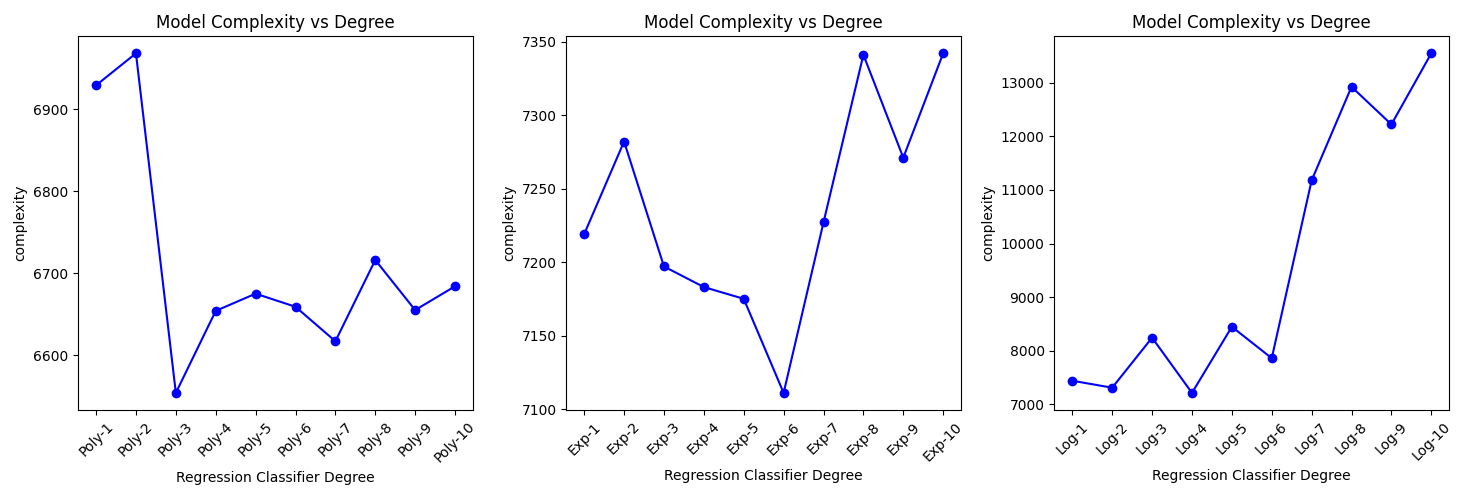 Model Complexity vs Degree
complexity
6900
6800
6700
6600
Poly-1
Poly-2
Poly-3
Poly-4
Poly-5
Poly-6
Poly-7
Poly-8
Poly-9
Poly-10
Regression Classifier Degree
Model Complexity vs Degree
complexity
7350
7300
7250
7200
7150
7100
Exp-1
Exp-2
Exp-3
Exp-4
Exp-5
Exp-6
Exp-7
Exp-8
Exp-9
Exp-10
Regression Classifier Degree
Model Complexity vs Degree
complexity
13000
12000
11000
10000
9000
8000
7000
Log-1
Log-2
Log-3
Log-4
Log-5
Log-6
Log-7
Log-8
Log-9
Log-10
Regression Classifier Degree